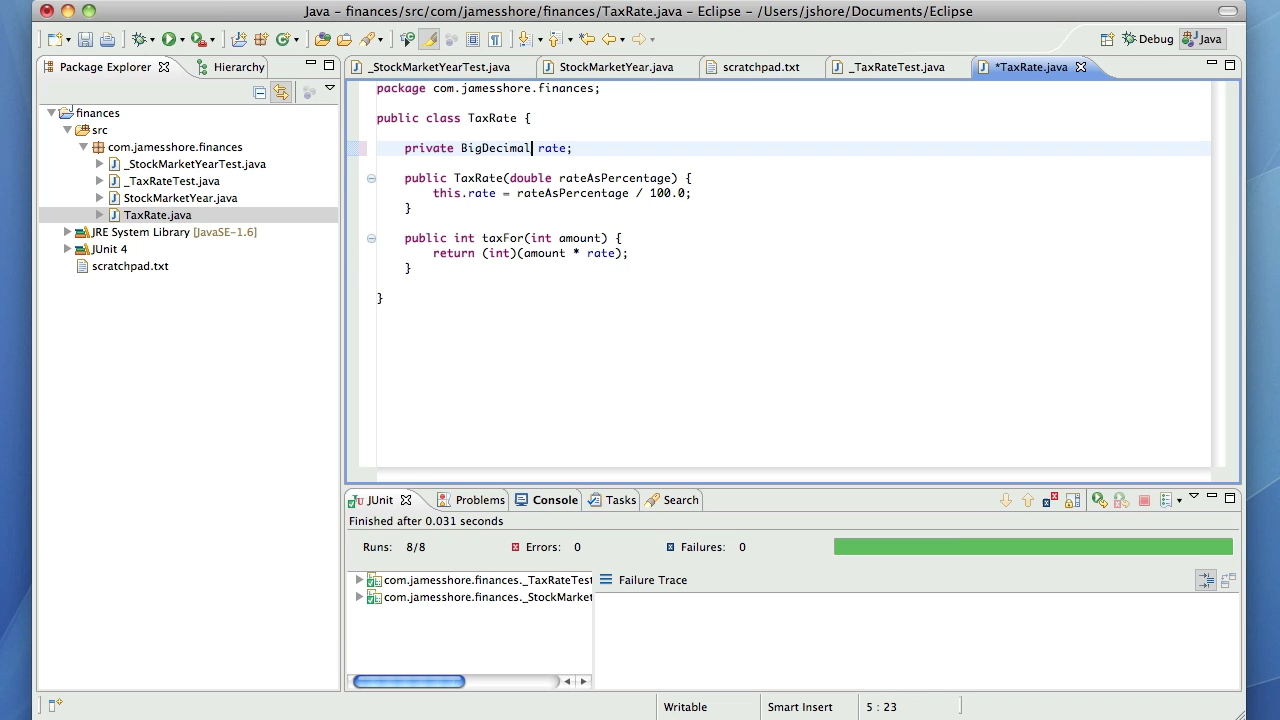 Java – finances/src/com/jamesshore/finances/TaxRate.java – Eclipse – /Users/jshore/Documents/Eclipse
Debug Java
Package Explorer Hierarchy
_StockMarketYearTest.java StockMarketYear.java scratchpad.txt _TaxRateTest.java *TaxRate.java
finances
src
com.jamesshore.finances
_StockMarketYearTest.java
_TaxRateTest.java
StockMarketYear.java
TaxRate.java
JRE System Library [JavaSE-1.6]
JUnit 4
scratchpad.txt
package com.jamesshore.finances;
public class TaxRate {
private BigDecimal rate;
public TaxRate(double rateAsPercentage) {
this.rate = rateAsPercentage / 100.0;
}
public int taxFor(int amount) {
return (int)(amount * rate);
}
}
JUnit Problems Console Tasks Search
Finished after 0.031 seconds
Runs: 8/8 Errors: 0 Failures: 0
com.jamesshore.finances._TaxRateTest
com.jamesshore.finances._StockMarket
Failure Trace
Writable Smart Insert 5 : 23